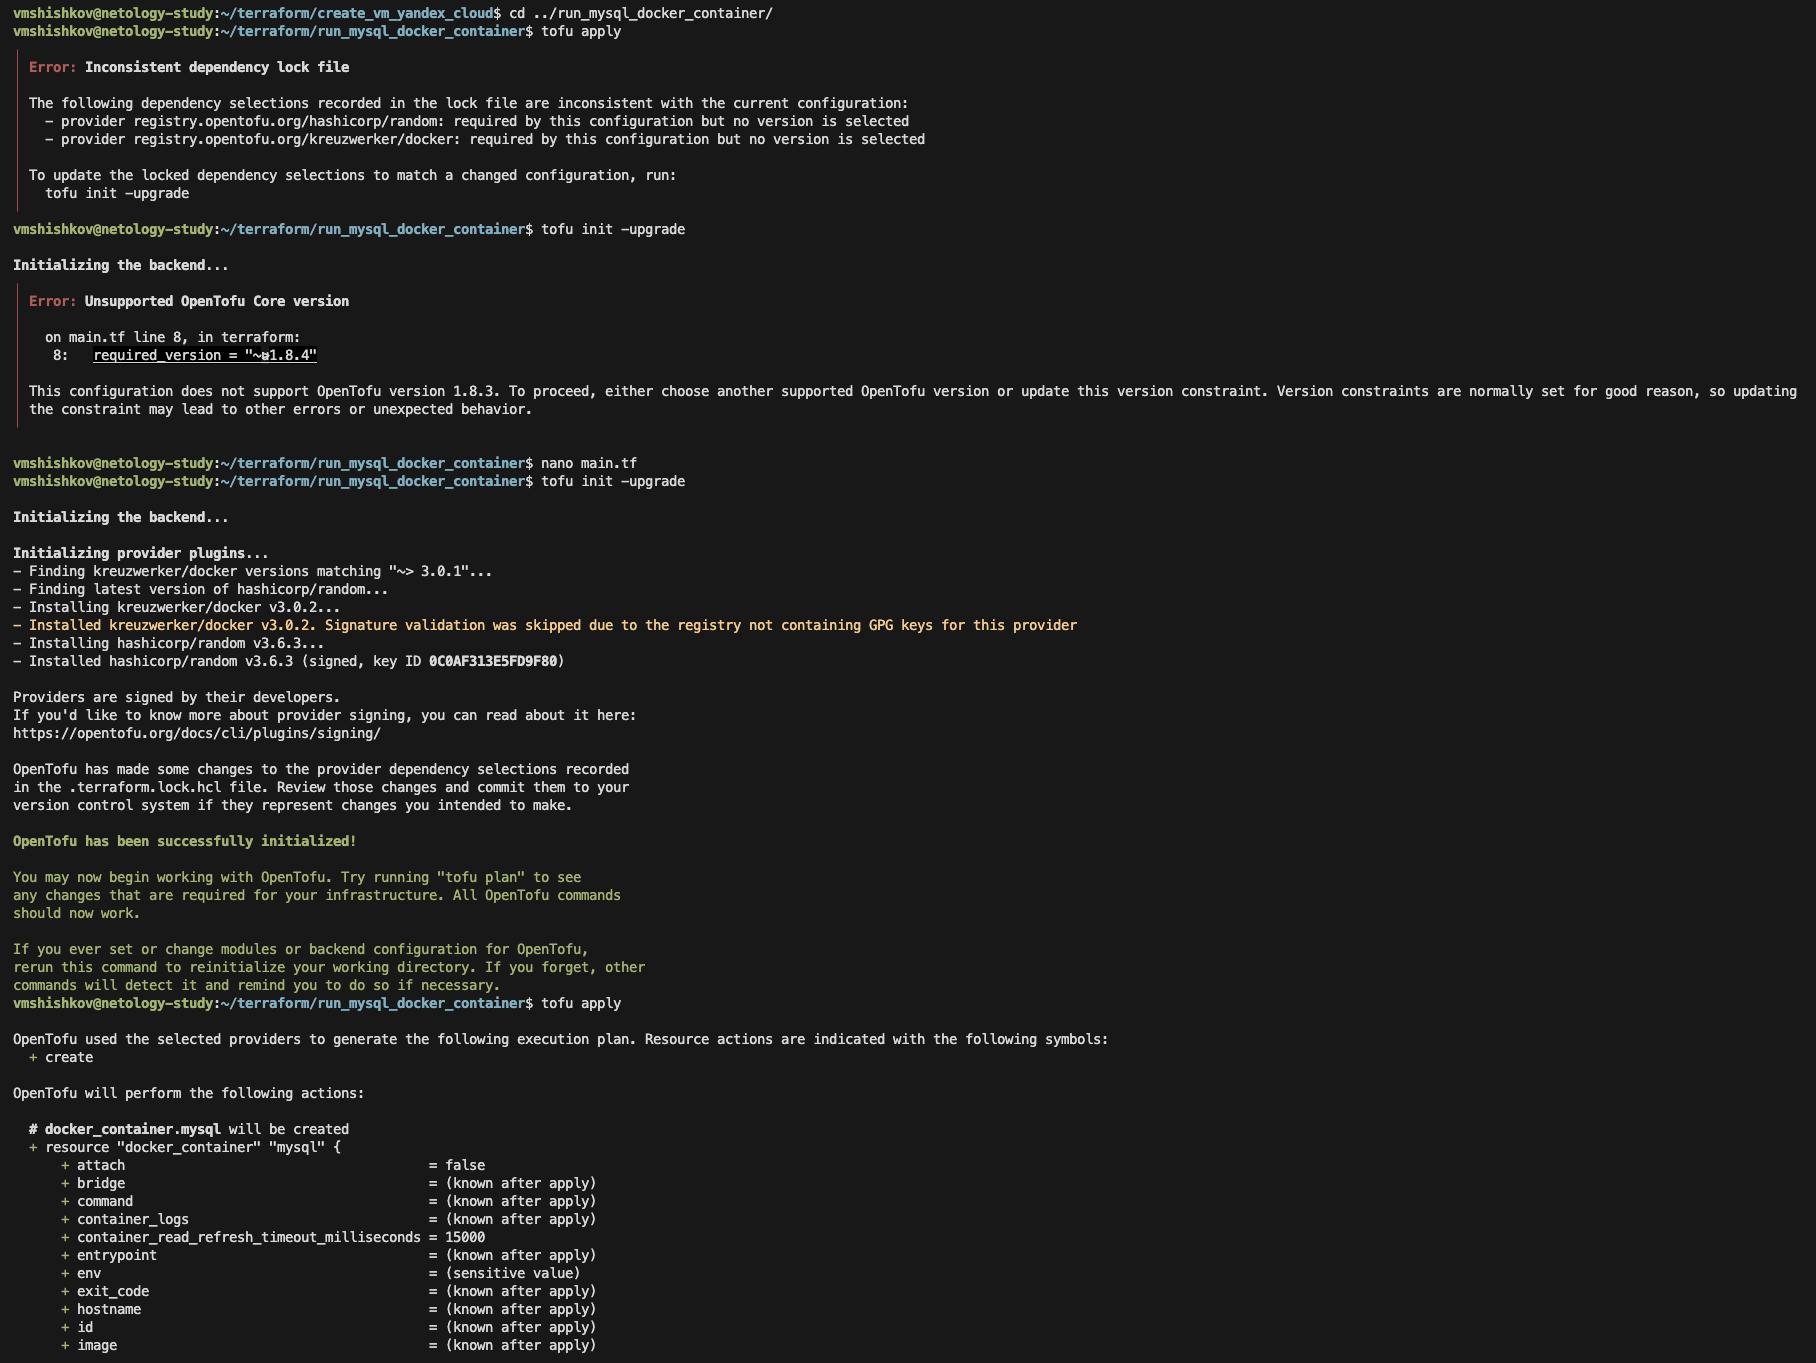 vmshishkov@netology-study:~/terraform/create_vm_yandex_cloud$ cd ../run_mysql_docker_container/
vmshishkov@netology-study:~/terraform/run_mysql_docker_container$ tofu apply
Error: Inconsistent dependency lock file
The following dependency selections recorded in the lock file are inconsistent with the current configuration:
- provider registry.opentofu.org/hashicorp/random: required by this configuration but no version is selected
- provider registry.opentofu.org/kreuzwerker/docker: required by this configuration but no version is selected
To update the locked dependency selections to match a changed configuration, run:
tofu init -upgrade
vmshishkov@netology-study:~/terraform/run_mysql_docker_container$ tofu init -upgrade
Initializing the backend...
Error: Unsupported OpenTofu Core version
on main.tf line 8, in terraform:
8: required_version = "~>1.8.4"
This configuration does not support OpenTofu version 1.8.3. To proceed, either choose another supported OpenTofu version or update this version constraint. Version constraints are normally set for good reason, so updating
the constraint may lead to other errors or unexpected behavior.
vmshishkov@netology-study:~/terraform/run_mysql_docker_container$ nano main.tf
vmshishkov@netology-study:~/terraform/run_mysql_docker_container$ tofu init -upgrade
Initializing the backend...
Initializing provider plugins...
- Finding kreuzwerker/docker versions matching "~> 3.0.1"...
- Finding latest version of hashicorp/random...
- Installing kreuzwerker/docker v3.0.2...
- Installed kreuzwerker/docker v3.0.2. Signature validation was skipped due to the registry not containing GPG keys for this provider
- Installing hashicorp/random v3.6.3...
- Installed hashicorp/random v3.6.3 (signed, key ID 0C0AF313E5FD9F80)
Providers are signed by their developers.
If you'd like to know more about provider signing, you can read about it here:
https://opentofu.org/docs/cli/plugins/signing/
OpenTofu has made some changes to the provider dependency selections recorded
in the .terraform.lock.hcl file. Review those changes and commit them to your
version control system if they represent changes you intended to make.
OpenTofu has been successfully initialized!
You may now begin working with OpenTofu. Try running "tofu plan" to see
any changes that are required for your infrastructure. All OpenTofu commands
should now work.
If you ever set or change modules or backend configuration for OpenTofu,
rerun this command to reinitialize your working directory. If you forget, other
commands will detect it and remind you to do so if necessary.
vmshishkov@netology-study:~/terraform/run_mysql_docker_container$ tofu apply
OpenTofu used the selected providers to generate the following execution plan. Resource actions are indicated with the following symbols:
+ create
OpenTofu will perform the following actions:
# docker_container.mysql will be created
+ resource "docker_container" "mysql" {
+ attach = false
+ bridge = (known after apply)
+ command = (known after apply)
+ container_logs = (known after apply)
+ container_read_refresh_timeout_milliseconds = 15000
+ entrypoint = (known after apply)
+ env = (sensitive value)
+ exit_code = (known after apply)
+ hostname = (known after apply)
+ id = (known after apply)
+ image = (known after apply)